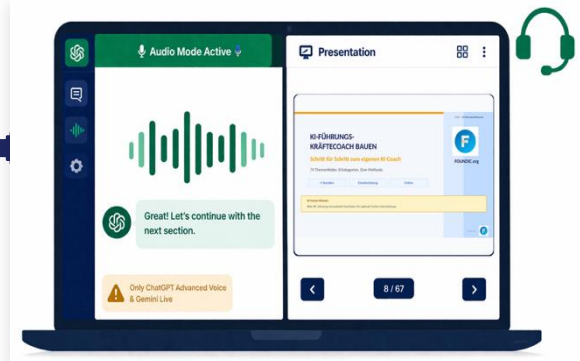 Audio Mode Active
Great! Let's continue with the
next section.
Only ChatGPT Advanced Voice
& Gemini Live
Presentation
KI-FÜHRUNGS-
KRÄFTECOACH BAUEN
Schritt für Schritt zum eigenen KI-Coach
F
FOUNDIC.org
8 / 67